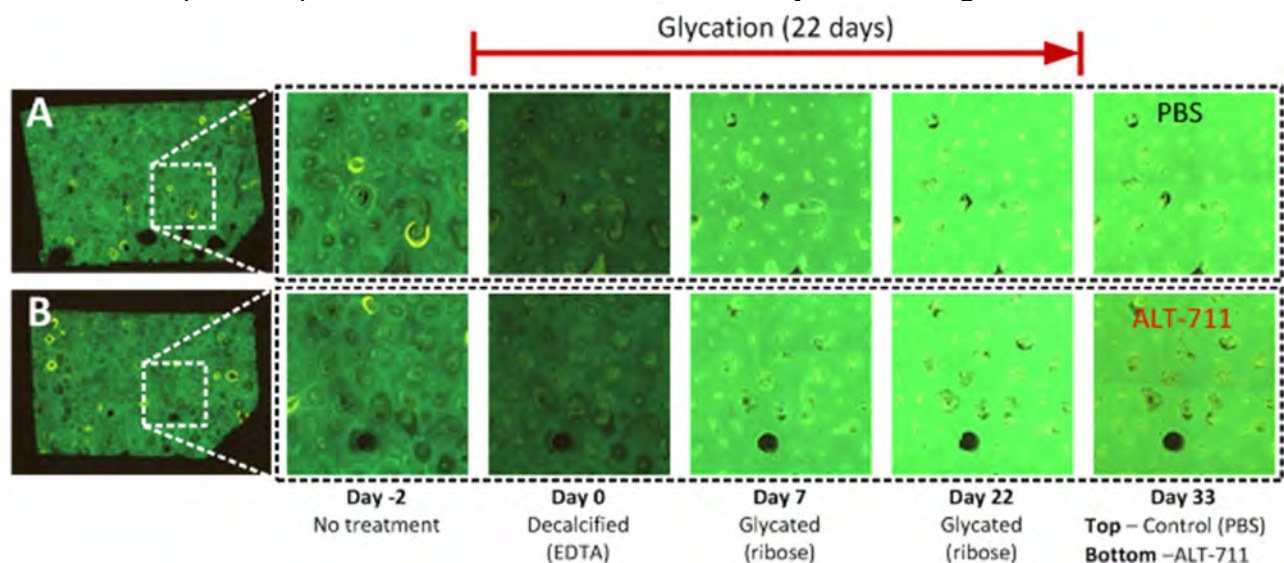 Glycation (22 days)
A
PBS
B
ALT-711
Day -2
No treatment
Day 0
Decalcified
(EDTA)
Day 7
Glycated
(ribose)
Day 22
Glycated
(ribose)
Day 33
Top – Control (PBS)
Bottom –ALT-711